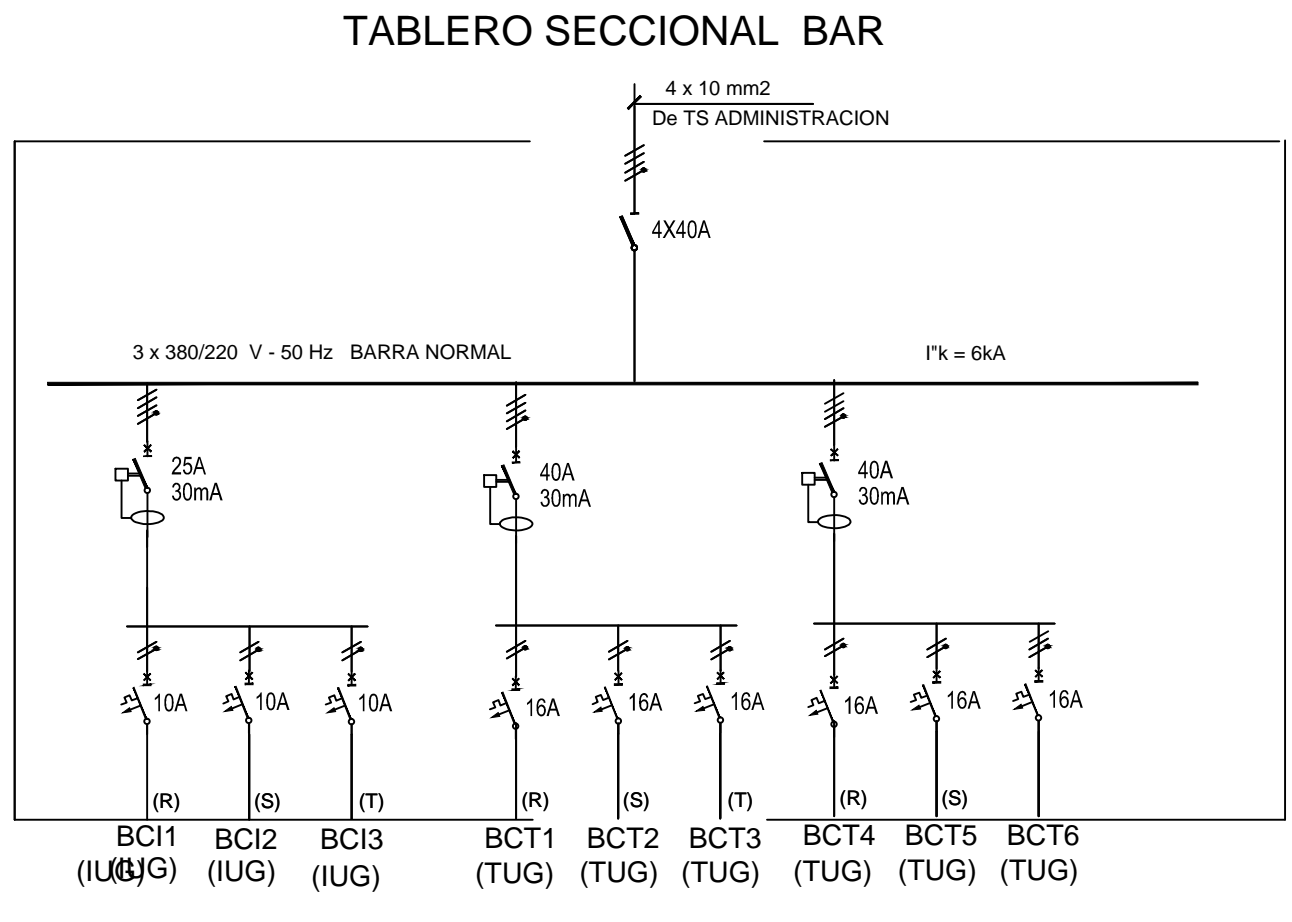 TABLERO SECCIONAL BAR
4 x 10 mm2
De TS ADMINISTRACION
4X40A
3 x 380/220 V - 50 Hz BARRA NORMAL
I"k = 6kA
25A
30mA
40A
30mA
40A
30mA
10A
10A
10A
16A
16A
16A
16A
16A
16A
(R)
(S)
(T)
(R)
(S)
(T)
(R)
(S)
BCI1
BCI2
BCI3
BCT1
BCT2
BCT3
BCT4
BCT5
BCT6
(IUG)
(IUG)
(IUG)
(IUG)
(TUG)
(TUG)
(TUG)
(TUG)
(TUG)
(TUG)